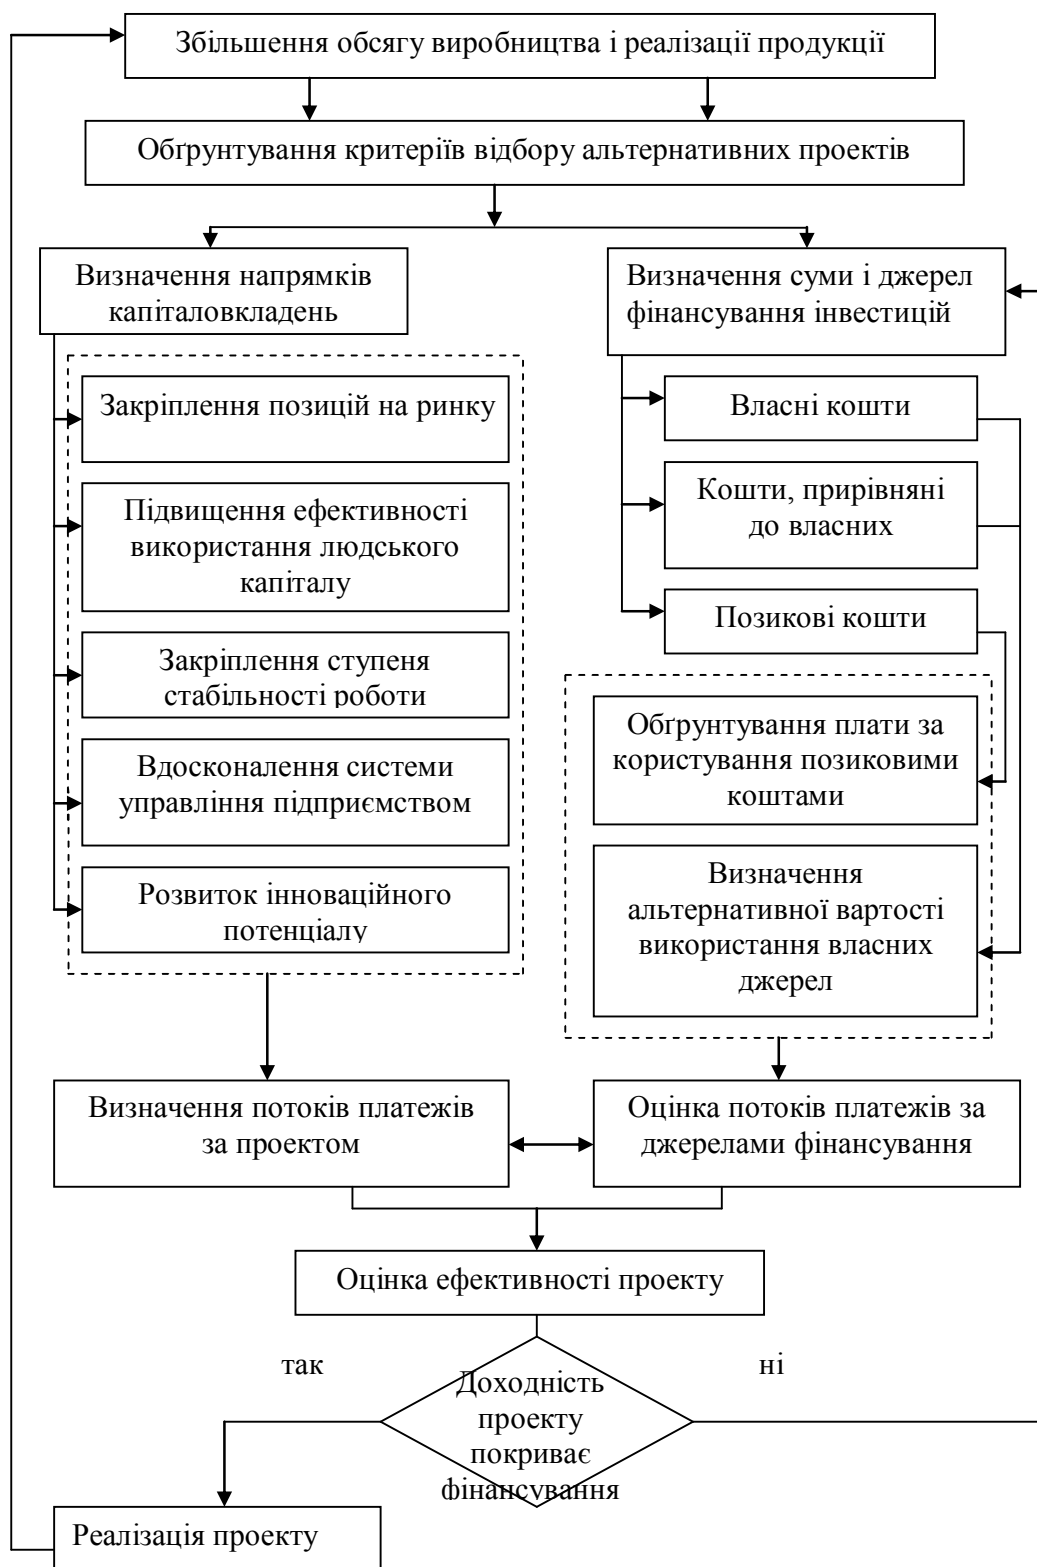 Збільшення обсягу виробництва і реалізації продукції
Обґрунтування критеріїв відбору альтернативних проектів
Визначення напрямків
капіталовкладень
Закріплення позицій на ринку
Підвищення ефективності
використання людського
капіталу
Закріплення ступеня
стабільності роботи
Вдосконалення системи
управління підприємством
Розвиток інноваційного
потенціалу
Визначення суми і джерел
фінансування інвестицій
Власні кошти
Кошти, прирівняні
до власних
Позикові кошти
Обґрунтування плати за
користування позиковими
коштами
Визначення
альтернативної вартості
використання власних
джерел
Визначення потоків платежів
за проектом
Оцінка потоків платежів за
джерелами фінансування
Оцінка ефективності проекту
так
ні
Доходність
проекту
покриває
фінансування
Реалізація проекту